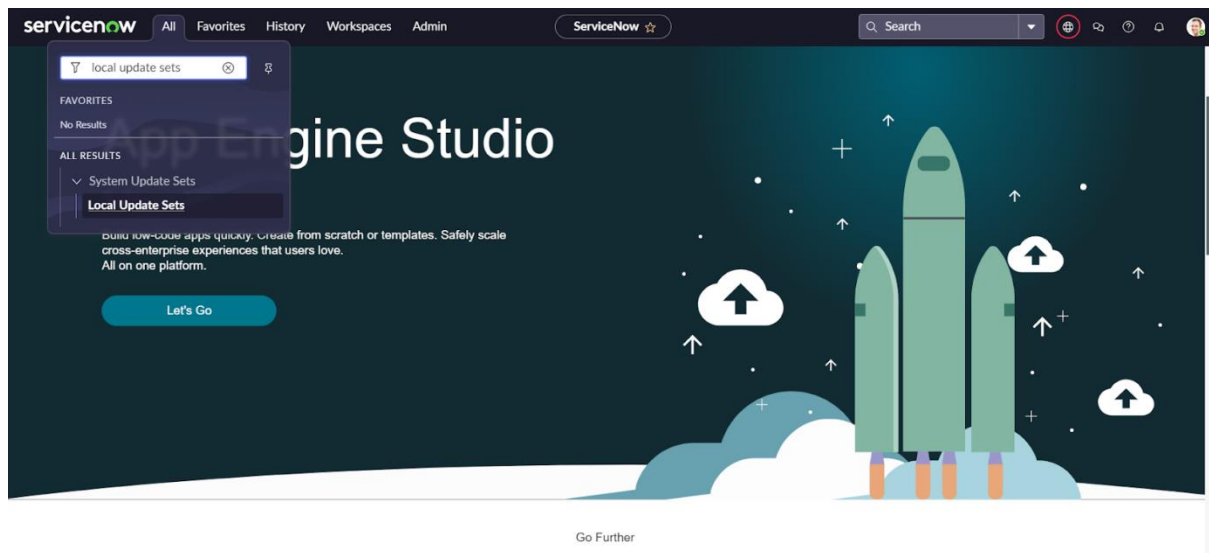 servicenow All Favorites History Workspaces Admin ServiceNow Search
local update sets
FAVORITES
No Results
App Engine Studio
ALL RESULTS
System Update Sets
Local Update Sets
Build low-code apps quickly. Create from scratch or templates. Safely scale
cross-enterprise experiences that users love.
All on one platform.
Let's Go
Go Further